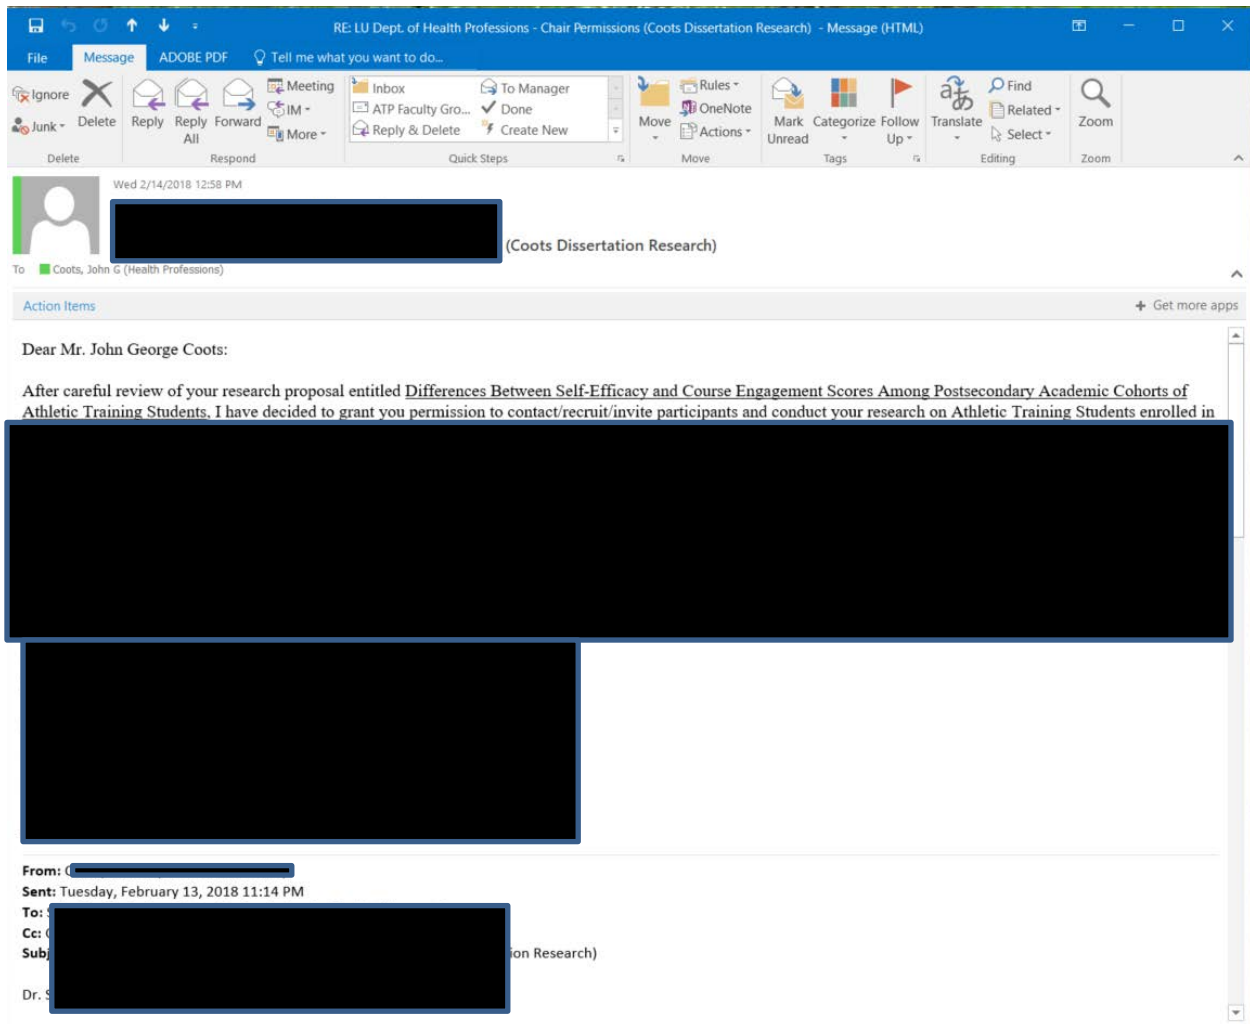 RE: LU Dept. of Health Professions - Chair Permissions (Coots Dissertation Research) - Message (HTML)
File Message ADOBE PDF Tell me what you want to do...
Ignore
Junk
Delete
Reply
Reply All
Forward
Meeting
IM
More
Inbox
ATP Faculty Gro...
Reply & Delete
To Manager
Done
Create New
Move
Rules
OneNote
Actions
Mark Unread
Categorize
Follow Up
Translate
Find
Related
Select
Zoom
Delete Respond Quick Steps Move Tags Editing Zoom
Wed 2/14/2018 12:58 PM
(Coots Dissertation Research)
To Coots, John G (Health Professions)
Action Items + Get more apps
Dear Mr. John George Coots:
After careful review of your research proposal entitled Differences Between Self-Efficacy and Course Engagement Scores Among Postsecondary Academic Cohorts of
Athletic Training Students, I have decided to grant you permission to contact/recruit/invite participants and conduct your research on Athletic Training Students enrolled in
From:
Sent: Tuesday, February 13, 2018 11:14 PM
To:
Cc:
Subj ion Research)
Dr. S